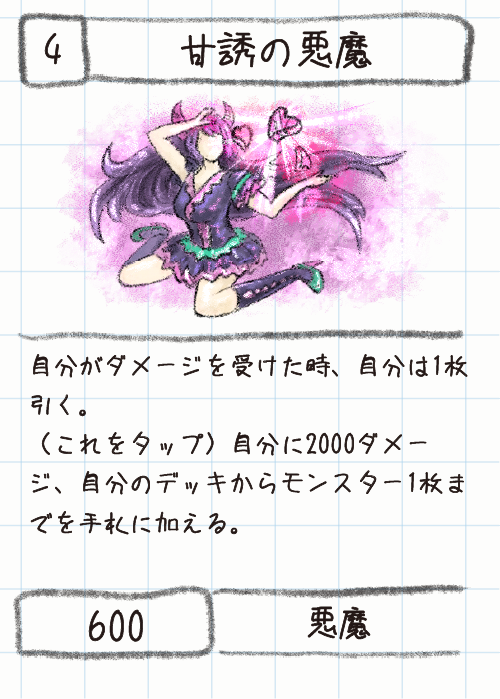 4
甘誘の悪魔
自分がダメージを受けた時、自分は1枚
引く。
（これをタップ）自分に2000ダメー
ジ、自分のデッキからモンスター1枚ま
でを手札に加える。
600
悪魔